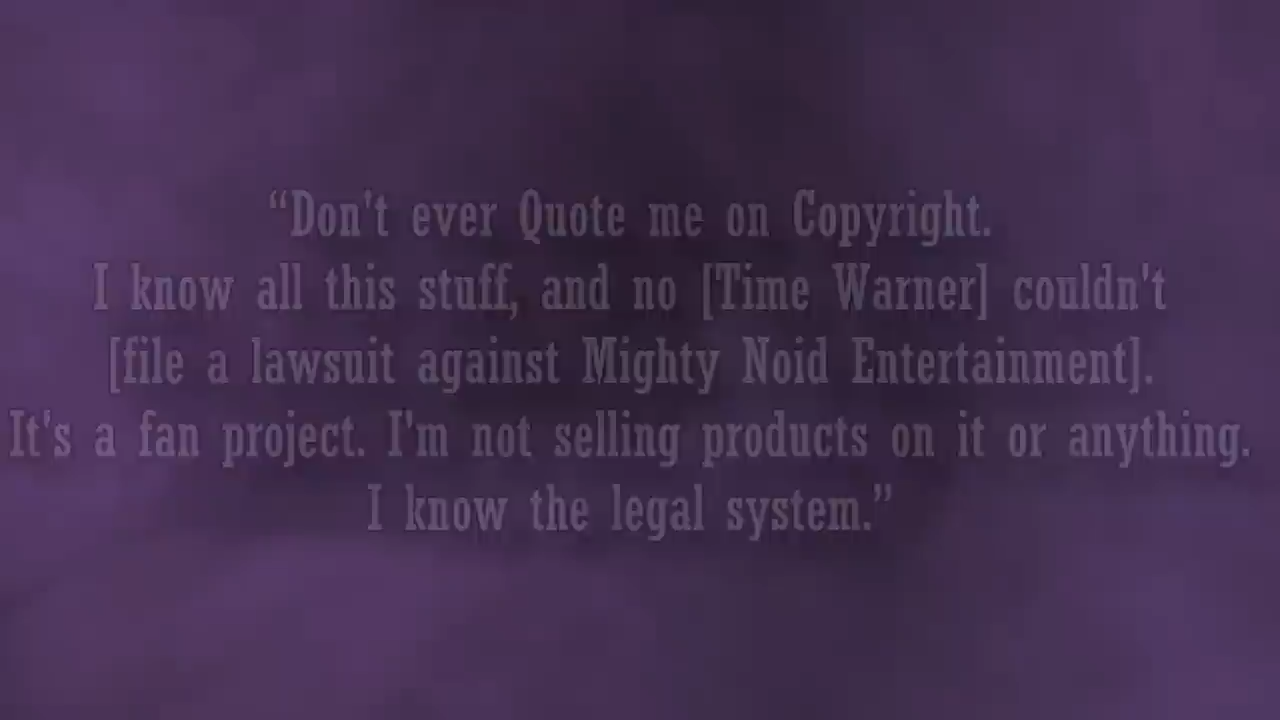 “Don't ever Quote me on Copyright.
I know all this stuff, and no [Time Warner] couldn't
[file a lawsuit against Mighty Noid Entertainment].
It's a fan project. I'm not selling products on it or anything.
I know the legal system.”